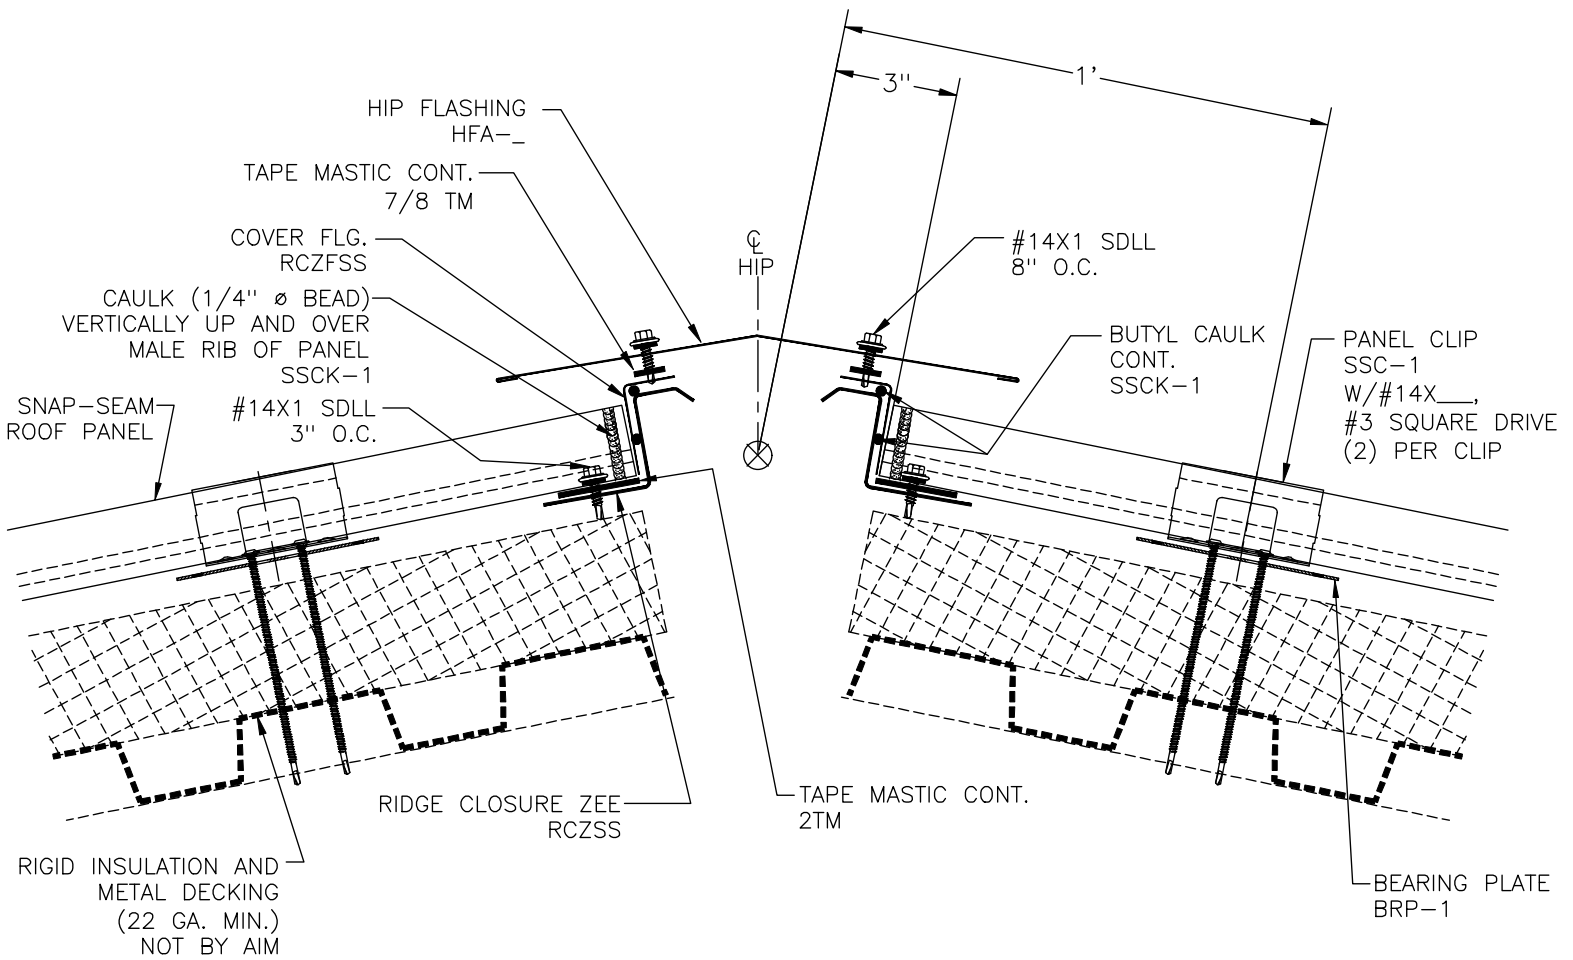 1'
3"
HIP FLASHING
HFA-_
TAPE MASTIC CONT.
7/8 TM
COVER FLG.
RCZFSS
CAULK (1/4" ø BEAD)
VERTICALLY UP AND OVER
MALE RIB OF PANEL
SSCK-1
SNAP-SEAM
ROOF PANEL
#14X1 SDLL
3" O.C.
℄
HIP
#14X1 SDLL
8" O.C.
BUTYL CAULK
CONT.
SSCK-1
PANEL CLIP
SSC-1
W/#14X___,
#3 SQUARE DRIVE
(2) PER CLIP
RIDGE CLOSURE ZEE
RCZSS
TAPE MASTIC CONT.
2TM
RIGID INSULATION AND
METAL DECKING
(22 GA. MIN.)
NOT BY AIM
BEARING PLATE
BRP-1